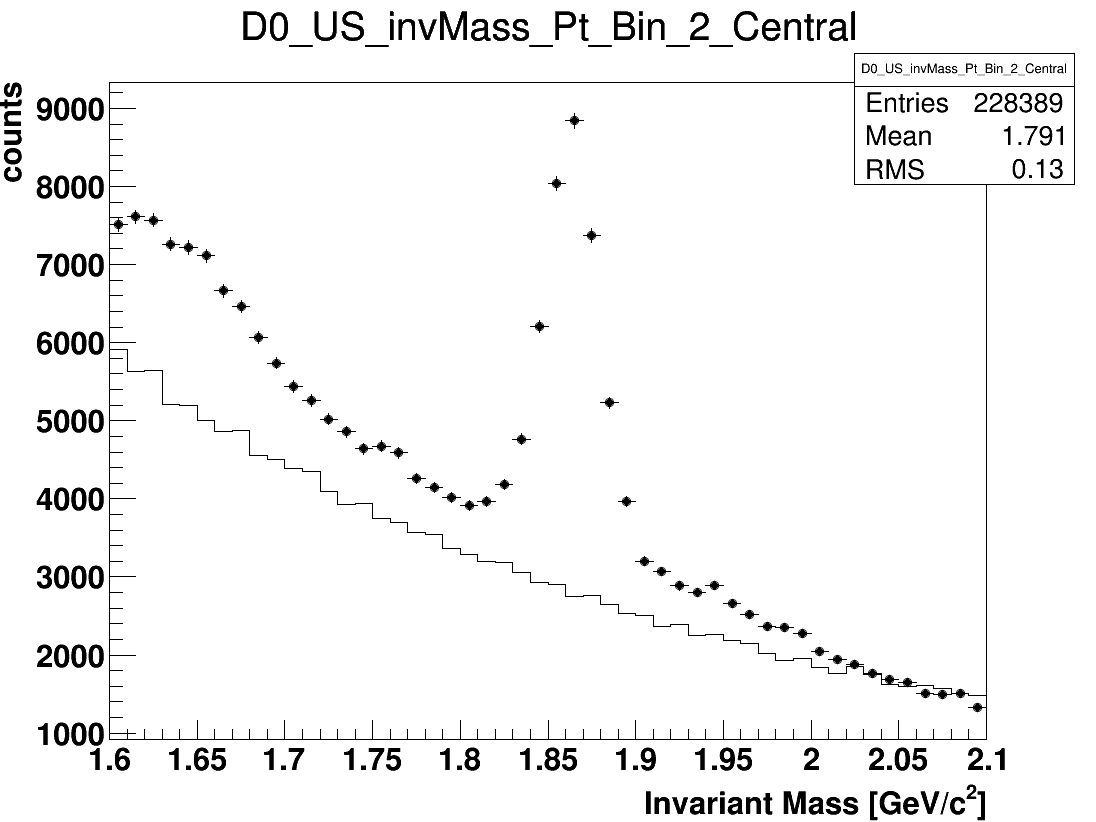 D0_US_invMass_Pt_Bin_2_Central
D0_US_invMass_Pt_Bin_2_Central
Entries 228389
Mean 1.791
RMS 0.13
counts
9000
8000
7000
6000
5000
4000
3000
2000
1000
1.6 1.65 1.7 1.75 1.8 1.85 1.9 1.95 2 2.05 2.1
Invariant Mass [GeV/c²]